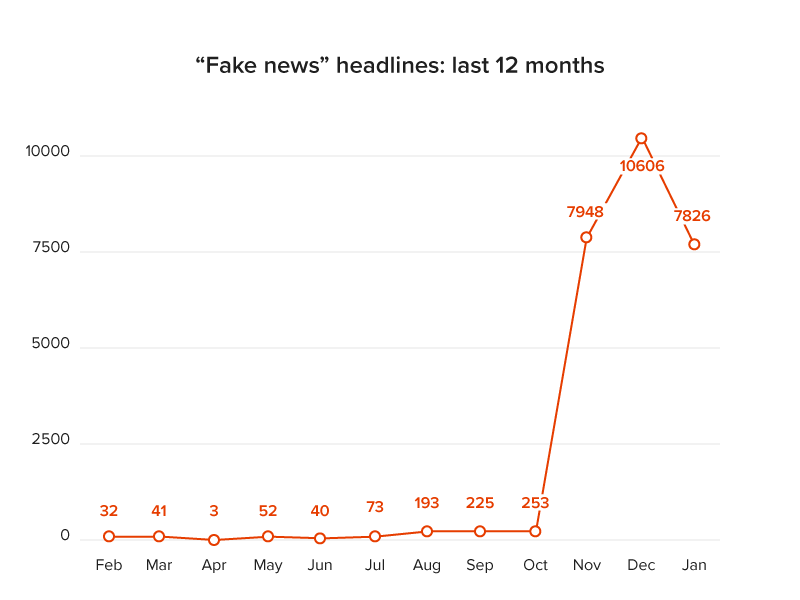 “Fake news” headlines: last 12 months
10000
10606
7948
7826
7500
5000
2500
32 41 3 52 40 73 193 225 253
0
Feb Mar Apr May Jun Jul Aug Sep Oct Nov Dec Jan